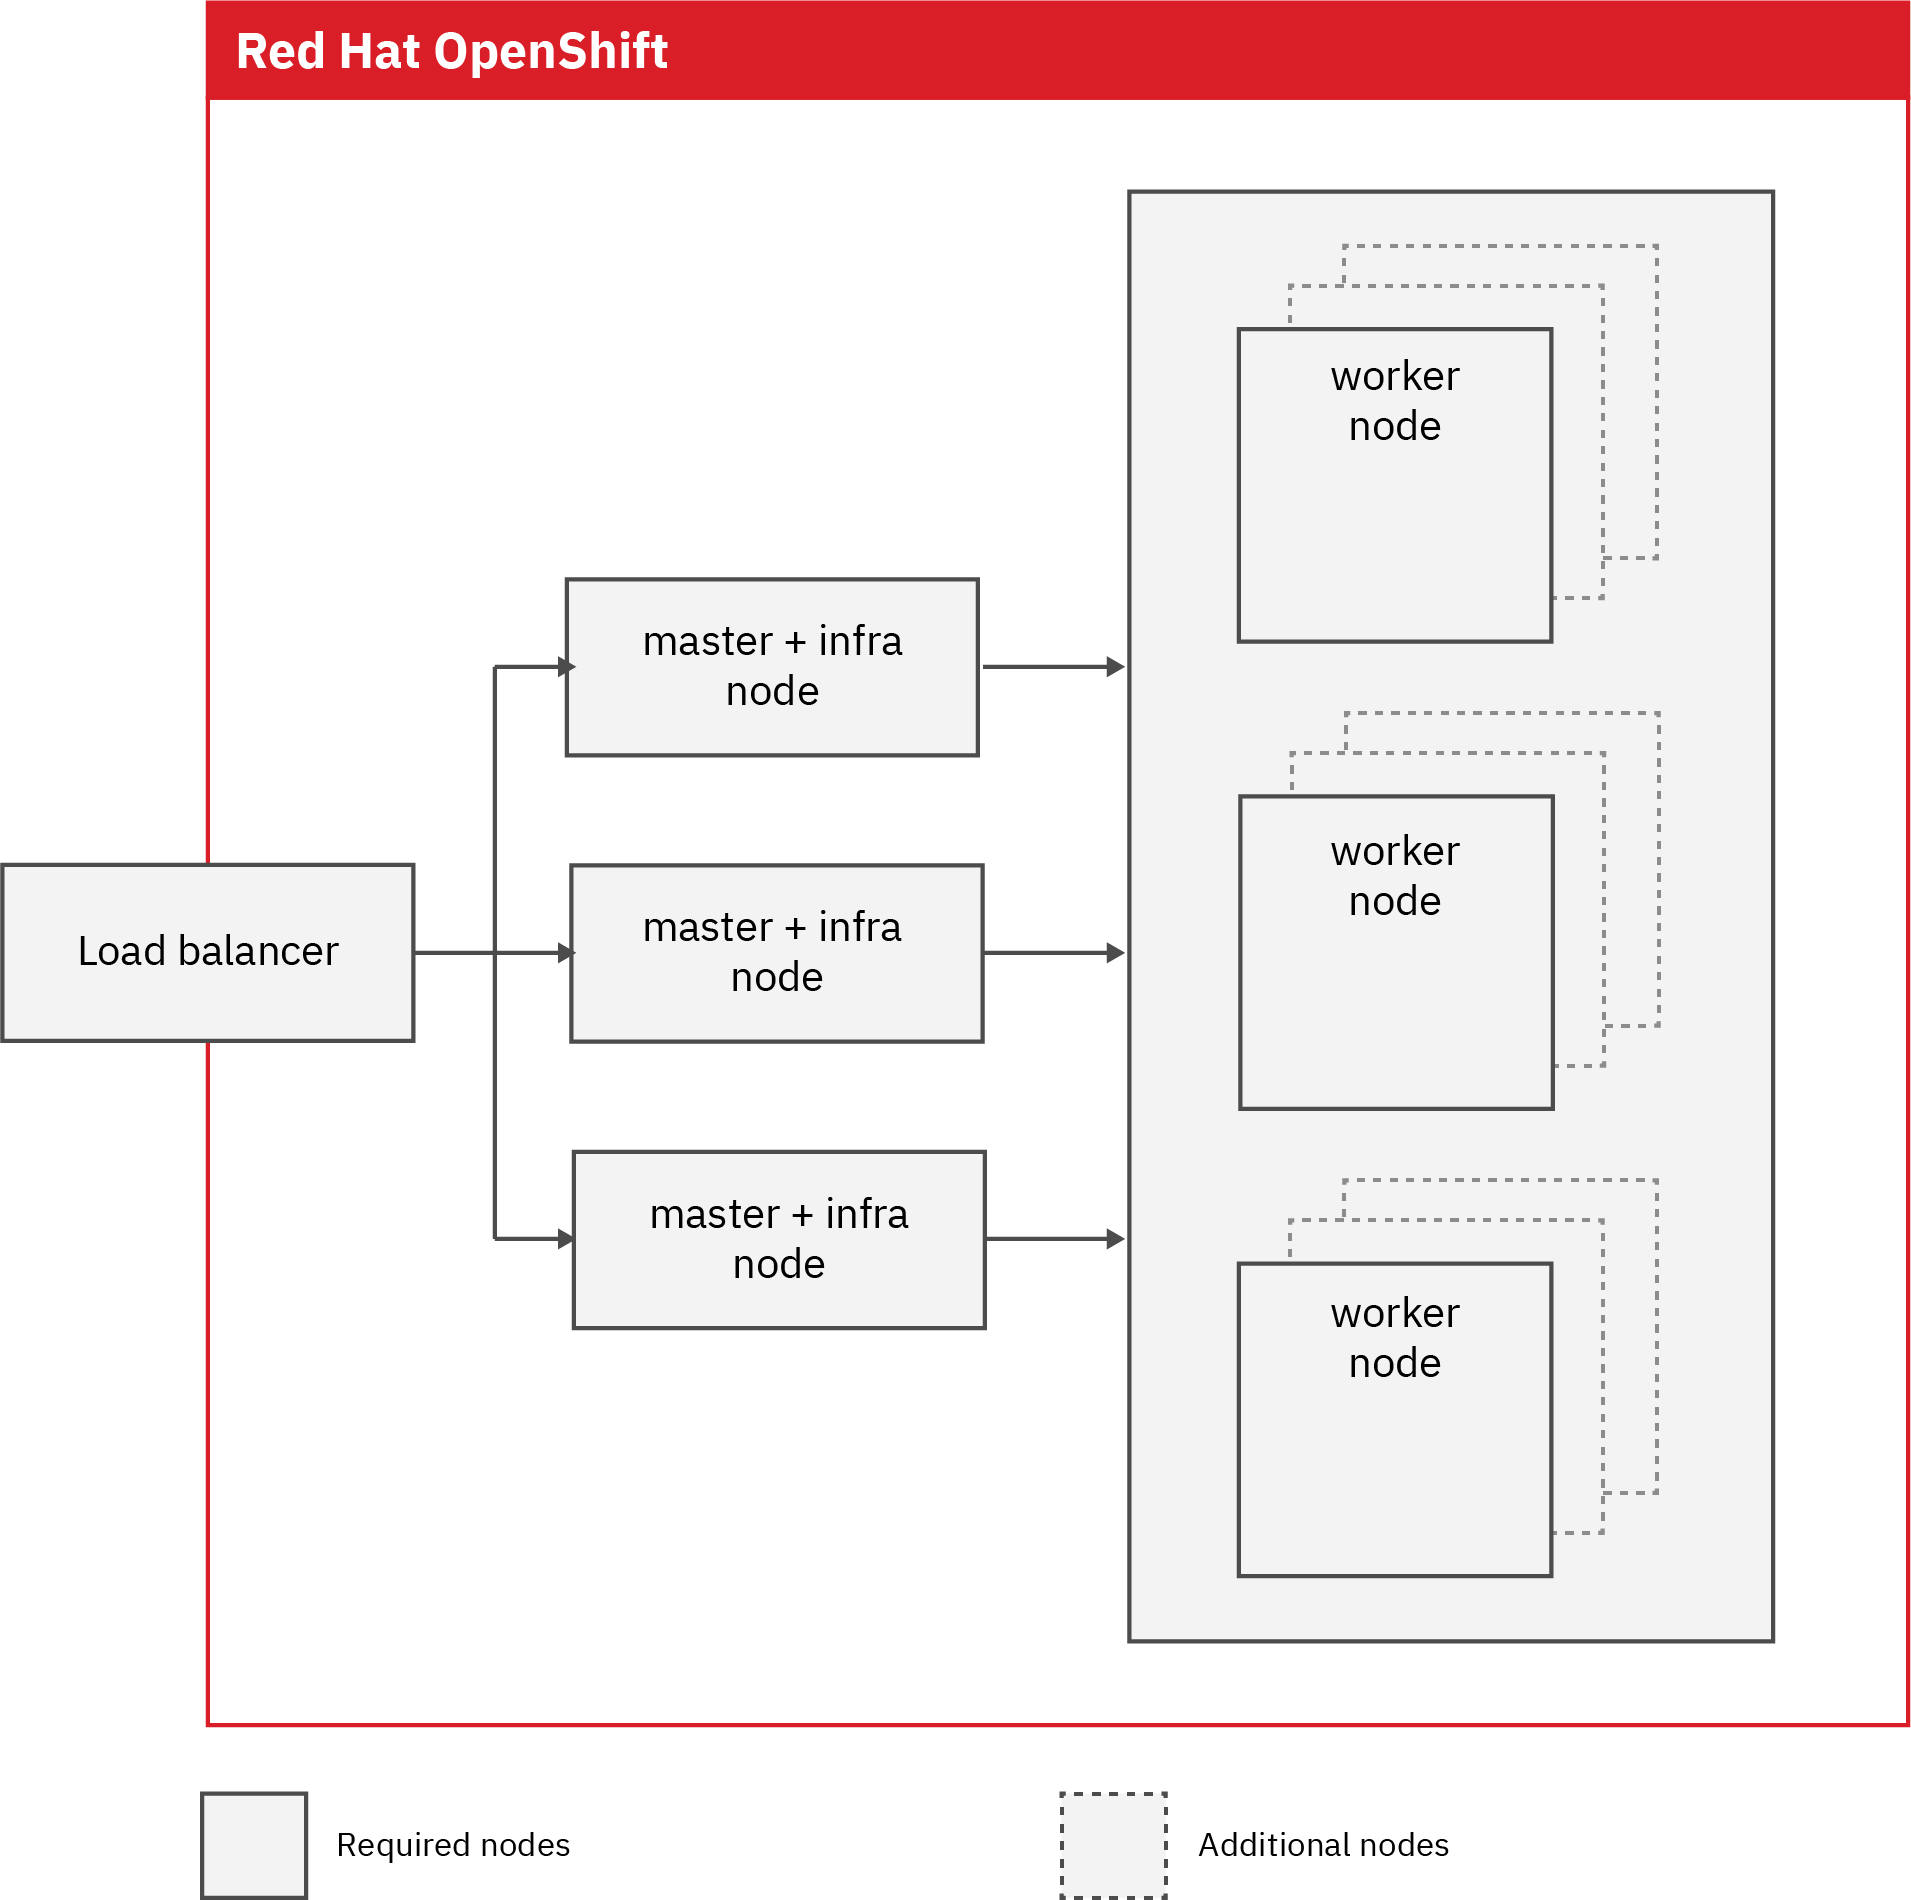 Red Hat OpenShift
worker
node
master + infra
node
worker
node
Load balancer
master + infra
node
master + infra
node
worker
node
Required nodes
Additional nodes